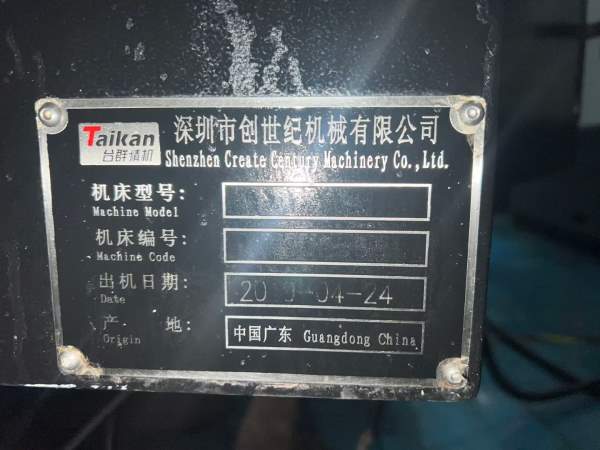 Taikan
台群精机
深圳市创世纪机械有限公司
Shenzhen Create Century Machinery Co.,Ltd.
机床型号:
Machine Model
机床编号:
Machine Code
出机日期:
Date
04-24
产 地:
Origin
中国广东 Guangdong China